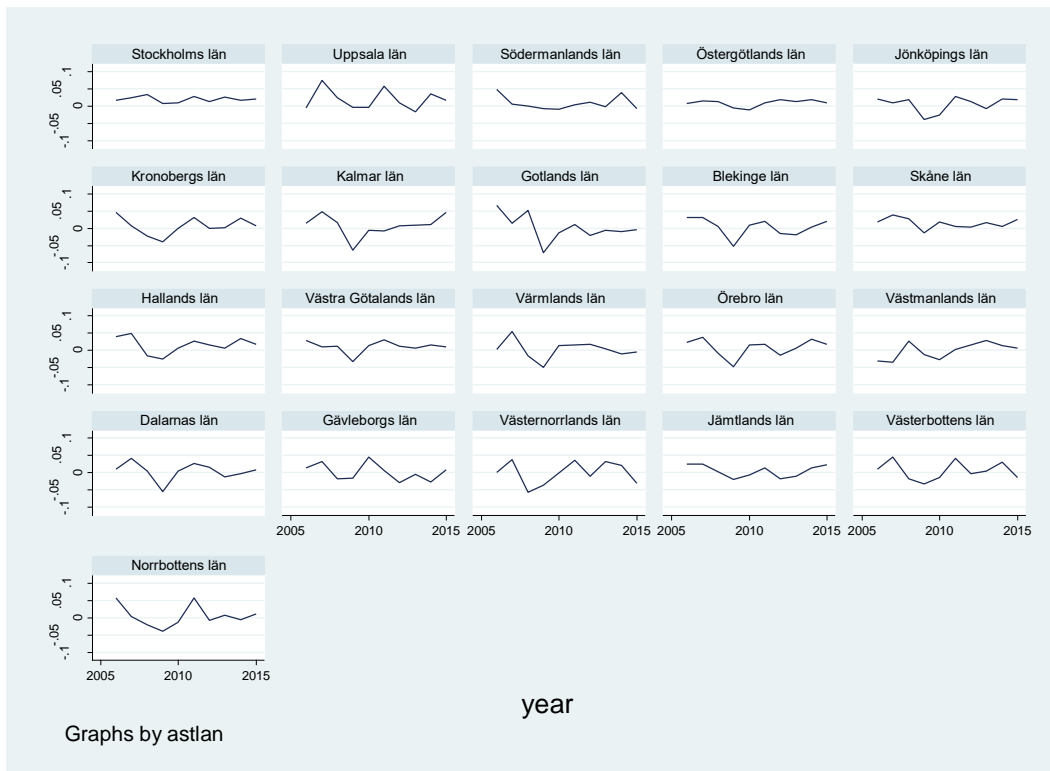 Stockholms län Uppsala län Södermanlands län Östergötlands län Jönköpings län
-.1 -.05 0 .05 .1
Kronobergs län Kalmar län Gotlands län Blekinge län Skåne län
-.1 -.05 0 .05 .1
Hallands län Västra Götalands län Värmlands län Örebro län Västmanlands län
-.1 -.05 0 .05 .1
Dalarnas län Gävleborgs län Västernorrlands län Jämtlands län Västerbottens län
-.1 -.05 0 .05 .1
2005 2010 2015 2005 2010 2015 2005 2010 2015 2005 2010 2015
Norrbottens län
-.1 -.05 0 .05 .1
2005 2010 2015
year
Graphs by astlan